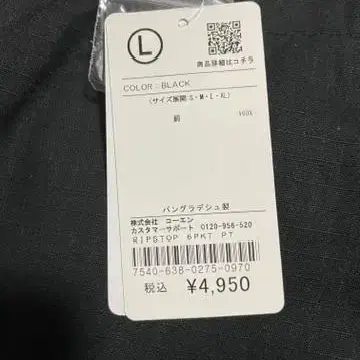 L
商品詳細はコチラ
COLOR：BLACK
〈サイズ展開：S・M・L・XL〉
綿 100%
バングラデシュ製
株式会社 コーエン
カスタマーサポート 0120-956-520
RIPSTOP 6PKT PT
7540-638-0275-0970
税込 ¥4,950